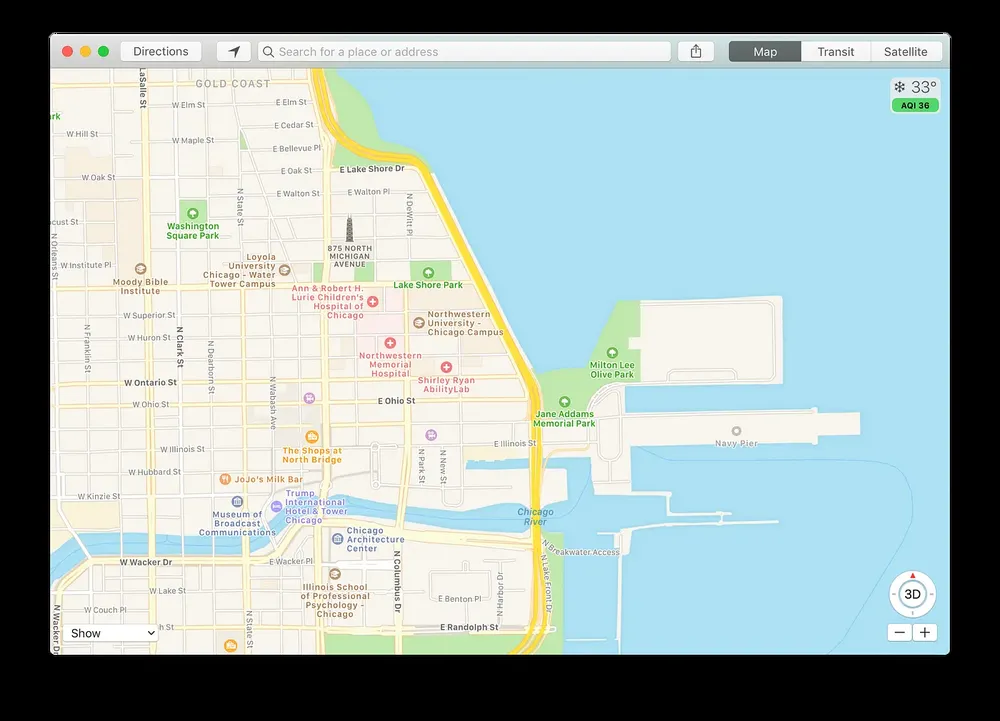 Directions
Search for a place or address
Map
Transit
Satellite
33°
AQI 36
GOLD COAST
LaSalle St
W Elm St
E Elm St
rk
W Hill St
E Cedar St
W Maple St
E Bellevue Pl
E Lake Shore Dr
W Oak St
E Oak St
E Walton St
E Walton Pl
N State St
N DeWitt Pl
ocust St
Washington
Square Park
N Orleans St
875 NORTH
MICHIGAN
AVENUE
W Institute Pl
Loyola
University
Chicago - Water
Tower Campus
Moody Bible
Institute
Lake Shore Park
Ann & Robert H.
Lurie Children's
Hospital of
Chicago
W Superior St
Northwestern
University -
Chicago Campus
N Franklin St
N Clark St
W Huron St
N Dearborn St
Northwestern
Memorial
Hospital
Milton Lee
Olive Park
W Ontario St
Shirley Ryan
AbilityLab
N Wabash Ave
W Ohio St
E Ohio St
Jane Addams
Memorial Park
Navy Pier
E Illinois St
W Illinois St
The Shops at
North Bridge
N Park St
N New St
W Hubbard St
JoJo's Milk Bar
W Kinzie St
Trump
International
Hotel & Tower
Chicago
Museum of
Broadcast
Communications
Chicago
River
Chicago
Architecture
Center
N Breakwater Access
W Wacker Dr
E Wacker Pl
N Columbus Dr
N Lake Front Dr
W Lake St
Illinois School
of Professional
Psychology -
Chicago
E Benton Pl
N Harbor Dr
3D
N Wacker Dr
W Couch Pl
N State St
Show
h St
E Randolph St